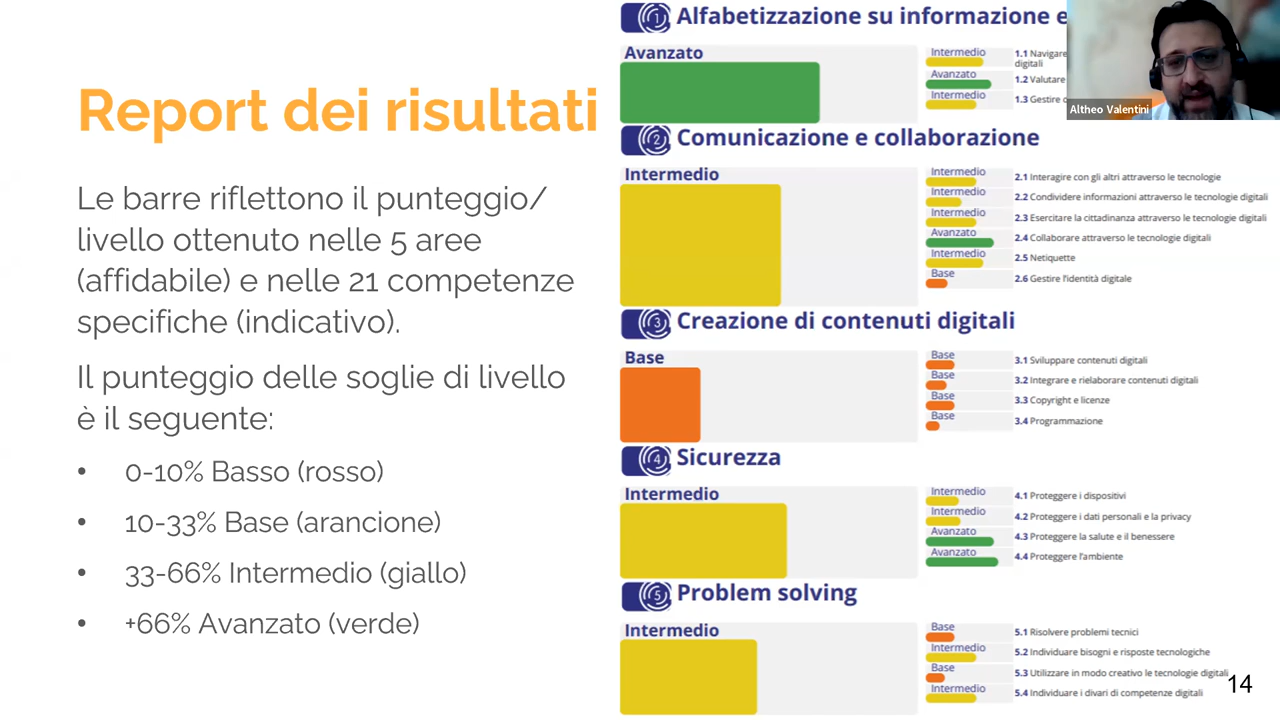 Report dei risultati
Le barre riflettono il punteggio/
livello ottenuto nelle 5 aree
(affidabile) e nelle 21 competenze
specifiche (indicativo).
Il punteggio delle soglie di livello
è il seguente:
• 0-10% Basso (rosso)
• 10-33% Base (arancione)
• 33-66% Intermedio (giallo)
• +66% Avanzato (verde)
1 Alfabetizzazione su informazione e
Avanzato
Intermedio
1.1 Navigare
digitali
Avanzato
1.2 Valutare
Intermedio
1.3 Gestire
2 Comunicazione e collaborazione
Intermedio
Intermedio
2.1 Interagire con gli altri attraverso le tecnologie
Intermedio
2.2 Condividere informazioni attraverso le tecnologie digitali
Intermedio
2.3 Esercitare la cittadinanza attraverso le tecnologie digitali
Avanzato
2.4 Collaborare attraverso le tecnologie digitali
Intermedio
2.5 Netiquette
Base
2.6 Gestire l'identità digitale
3 Creazione di contenuti digitali
Base
Base
3.1 Sviluppare contenuti digitali
Base
3.2 Integrare e rielaborare contenuti digitali
Base
3.3 Copyright e licenze
Base
3.4 Programmazione
4 Sicurezza
Intermedio
Intermedio
4.1 Proteggere i dispositivi
Intermedio
4.2 Proteggere i dati personali e la privacy
Avanzato
4.3 Proteggere la salute e il benessere
Avanzato
4.4 Proteggere l'ambiente
5 Problem solving
Intermedio
Base
5.1 Risolvere problemi tecnici
Intermedio
5.2 Individuare bisogni e risposte tecnologiche
Base
5.3 Utilizzare in modo creativo le tecnologie digitali
Intermedio
5.4 Individuare i divari di competenze digitali
Altheo Valentini
14